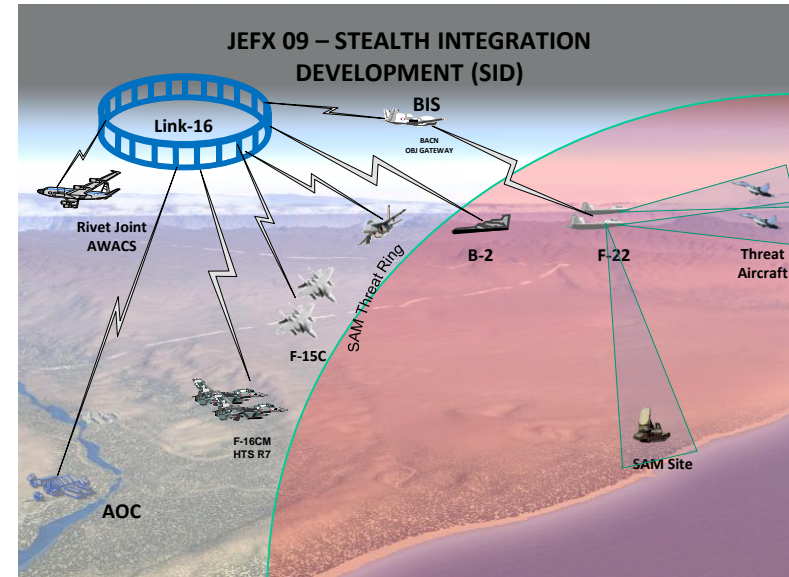 JEFX 09 – STEALTH INTEGRATION
DEVELOPMENT (SID)
BIS
Link-16
BACN
OBJ GATEWAY
Rivet Joint
AWACS
B-2
F-22
Threat
Aircraft
SAM Threat Ring
F-15C
F-16CM
HTS R7
SAM Site
AOC